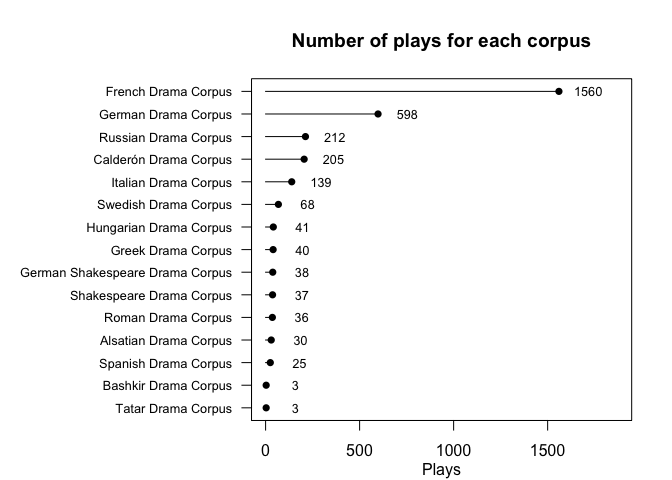 Number of plays for each corpus
French Drama Corpus 1560
German Drama Corpus 598
Russian Drama Corpus 212
Calderón Drama Corpus 205
Italian Drama Corpus 139
Swedish Drama Corpus 68
Hungarian Drama Corpus 41
Greek Drama Corpus 40
German Shakespeare Drama Corpus 38
Shakespeare Drama Corpus 37
Roman Drama Corpus 36
Alsatian Drama Corpus 30
Spanish Drama Corpus 25
Bashkir Drama Corpus 3
Tatar Drama Corpus 3
0 500 1000 1500
Plays